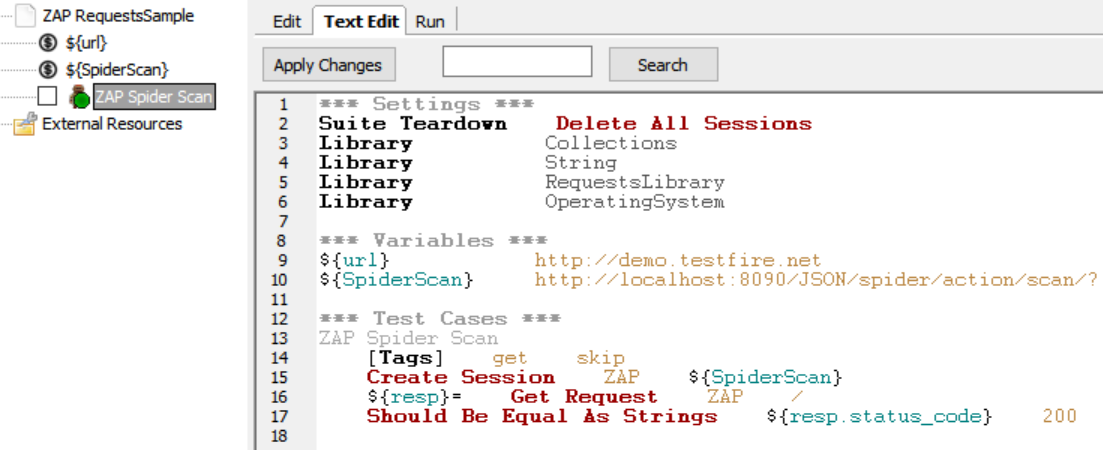 ZAP RequestsSample
${url}
${SpiderScan}
ZAP Spider Scan
External Resources
Edit Text Edit Run
Apply Changes Search
1 *** Settings ***
2 Suite Teardown Delete All Sessions
3 Library Collections
4 Library String
5 Library RequestsLibrary
6 Library OperatingSystem
7
8 *** Variables ***
9 ${url} http://demo.testfire.net
10 ${SpiderScan} http://localhost:8090/JSON/spider/action/scan/?
11
12 *** Test Cases ***
13 ZAP Spider Scan
14 [Tags] get skip
15 Create Session ZAP ${SpiderScan}
16 ${resp}= Get Request ZAP /
17 Should Be Equal As Strings ${resp.status_code} 200
18